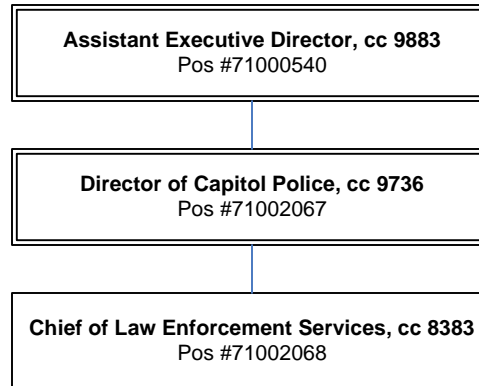 Assistant Executive Director, cc 9883
Pos #71000540
Director of Capitol Police, cc 9736
Pos #71002067
Chief of Law Enforcement Services, cc 8383
Pos #71002068